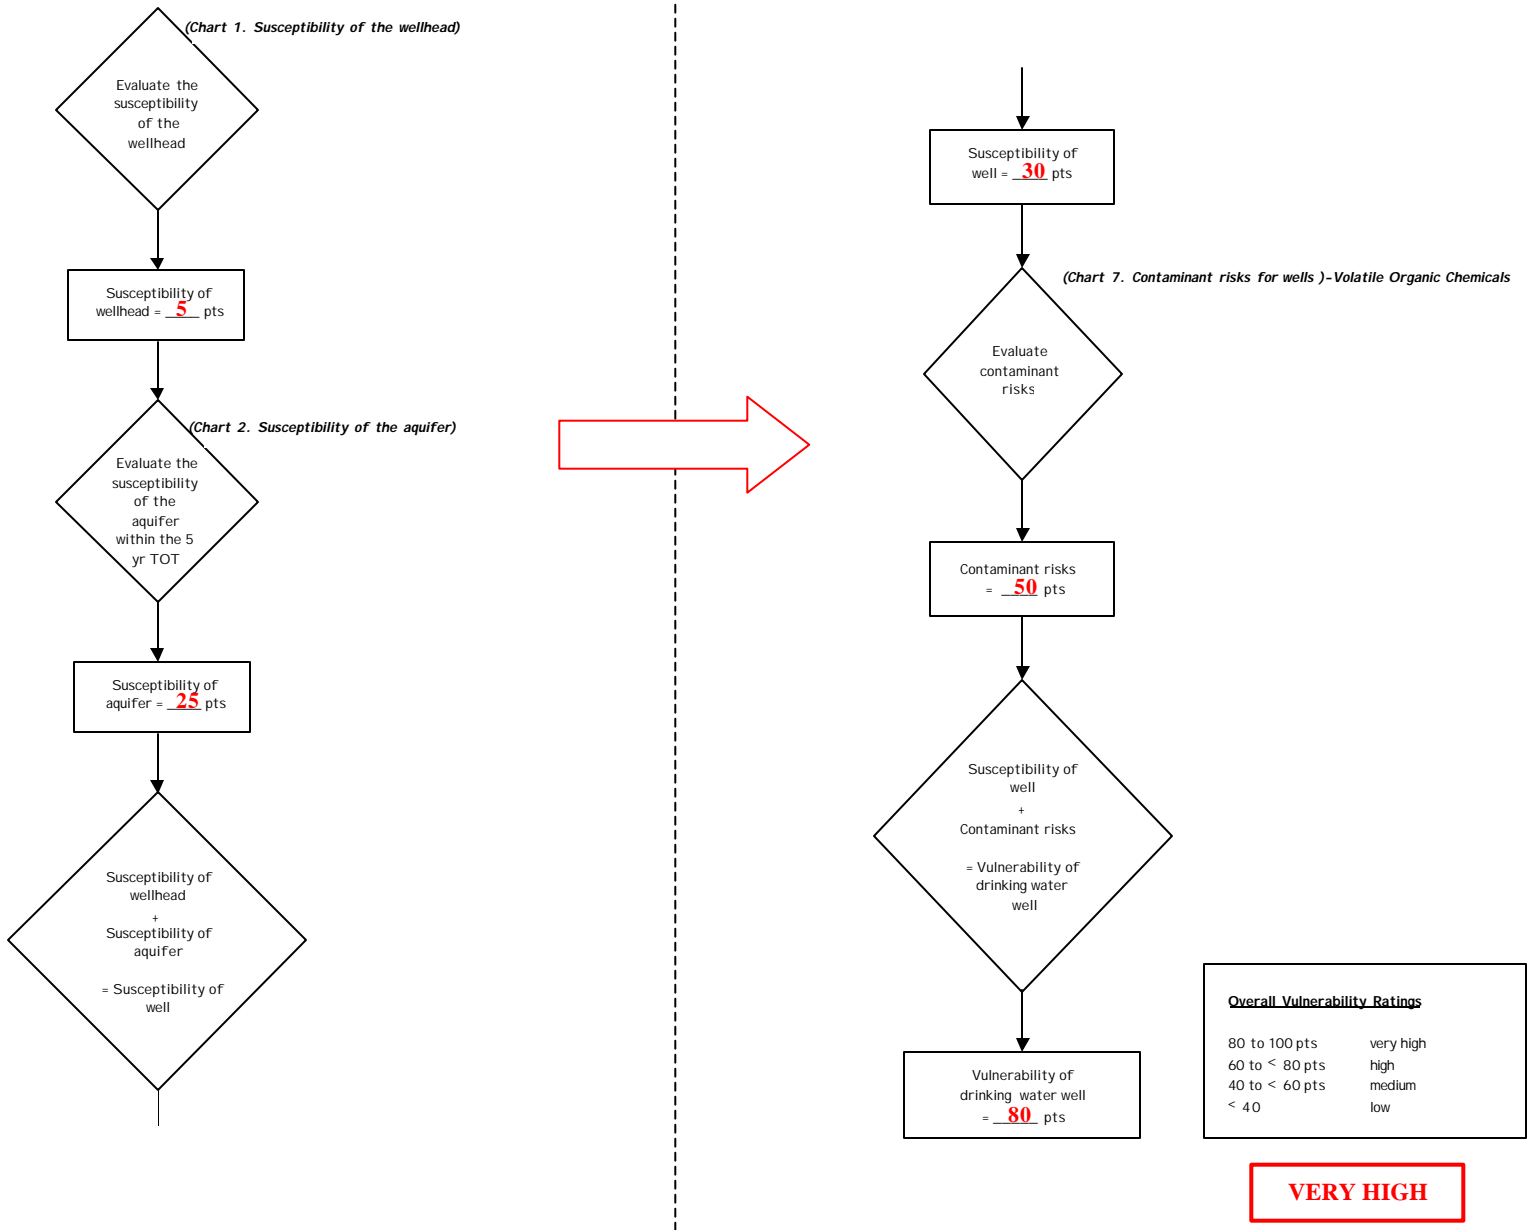 (Chart 1. Susceptibility of the wellhead)
Evaluate the
susceptibility
of the
wellhead
Susceptibility of
wellhead = 5 pts
(Chart 2. Susceptibility of the aquifer)
Evaluate the
susceptibility
of the
aquifer
within the 5
yr TOT
Susceptibility of
aquifer = 25 pts
Susceptibility of
wellhead
+
Susceptibility of
aquifer
= Susceptibility of
well
Susceptibility of
well = 30 pts
(Chart 7. Contaminant risks for wells )–Volatile Organic Chemicals
Evaluate
contaminant
risks
Contaminant risks
= 50 pts
Susceptibility of
well
+
Contaminant risks
= Vulnerability of
drinking water
well
Vulnerability of
drinking water well
= 80 pts
Overall Vulnerability Ratings
80 to 100 pts very high
60 to < 80 pts high
40 to < 60 pts medium
< 40 low
VERY HIGH